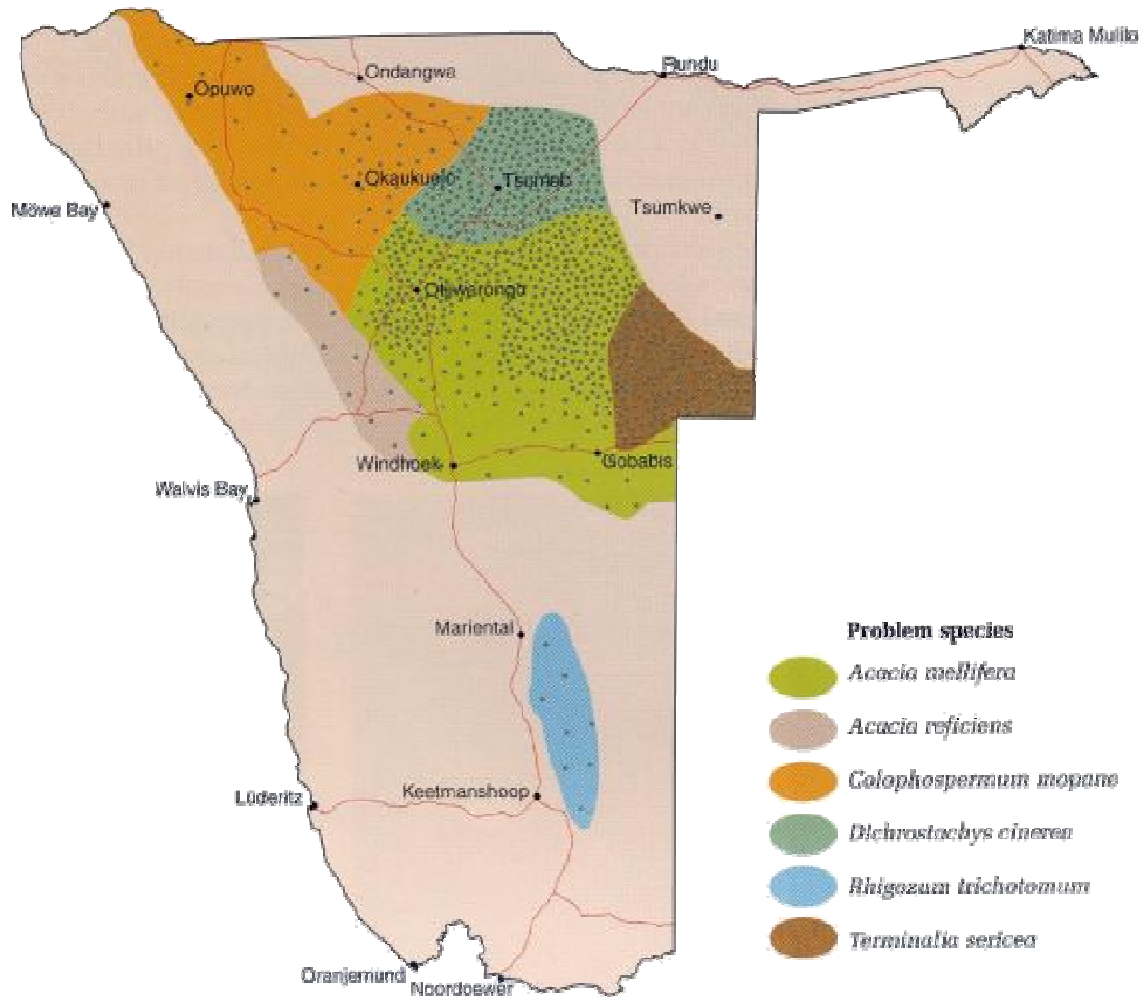 Katima Mulilo
Rundu
Ondangwa
Opuwo
Okaukuejo
Tsumeb
Möwe Bay
Tsumkwe
Otjiwarongo
Windhoek
Gobabis
Walvis Bay
Mariental
Keetmanshoop
Lüderitz
Oranjemund
Noordoewer
Problem species
Acacia mellifera
Acacia reficiens
Colophospermum mopane
Dichrostachys cinerea
Rhigozum trichotomum
Terminalia sericea